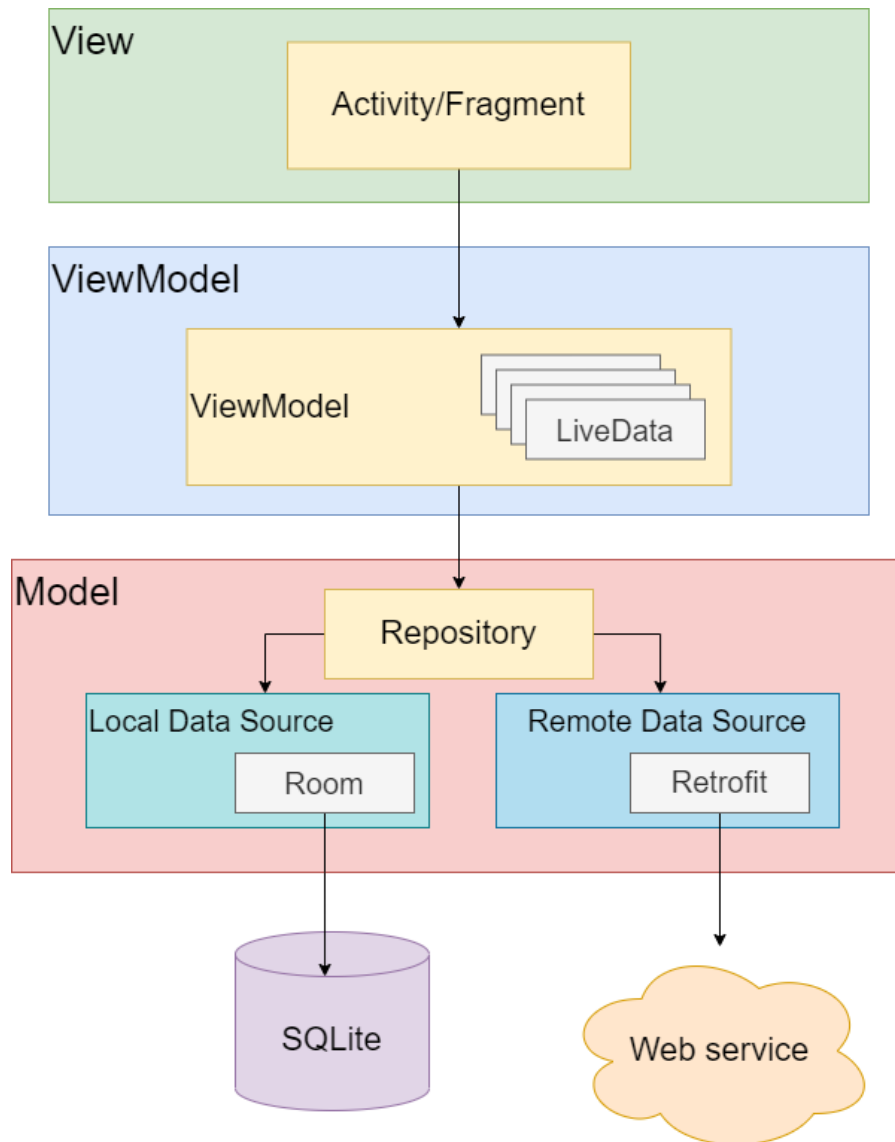 View
Activity/Fragment
ViewModel
ViewModel
LiveData
Model
Repository
Local Data Source
Remote Data Source
Room
Retrofit
SQLite
Web service